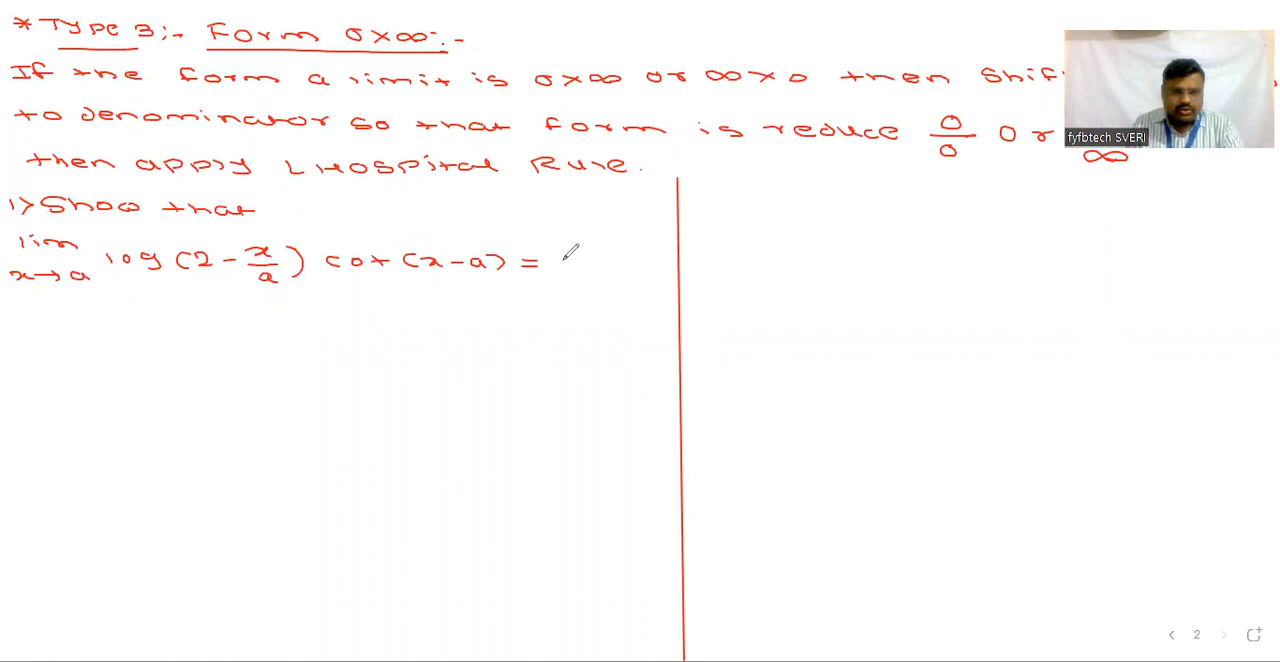 * Type 3:- Form 0×∞:-
If the form a limit is 0×∞ or ∞×0 then Shif
to Denominator so that form is reduce 0/0 or /∞
then apply L Hospital Rule.
1> Show that
lim x→a log (2 - x/a) cot (x-a) =
fyfbtech SVERI
2